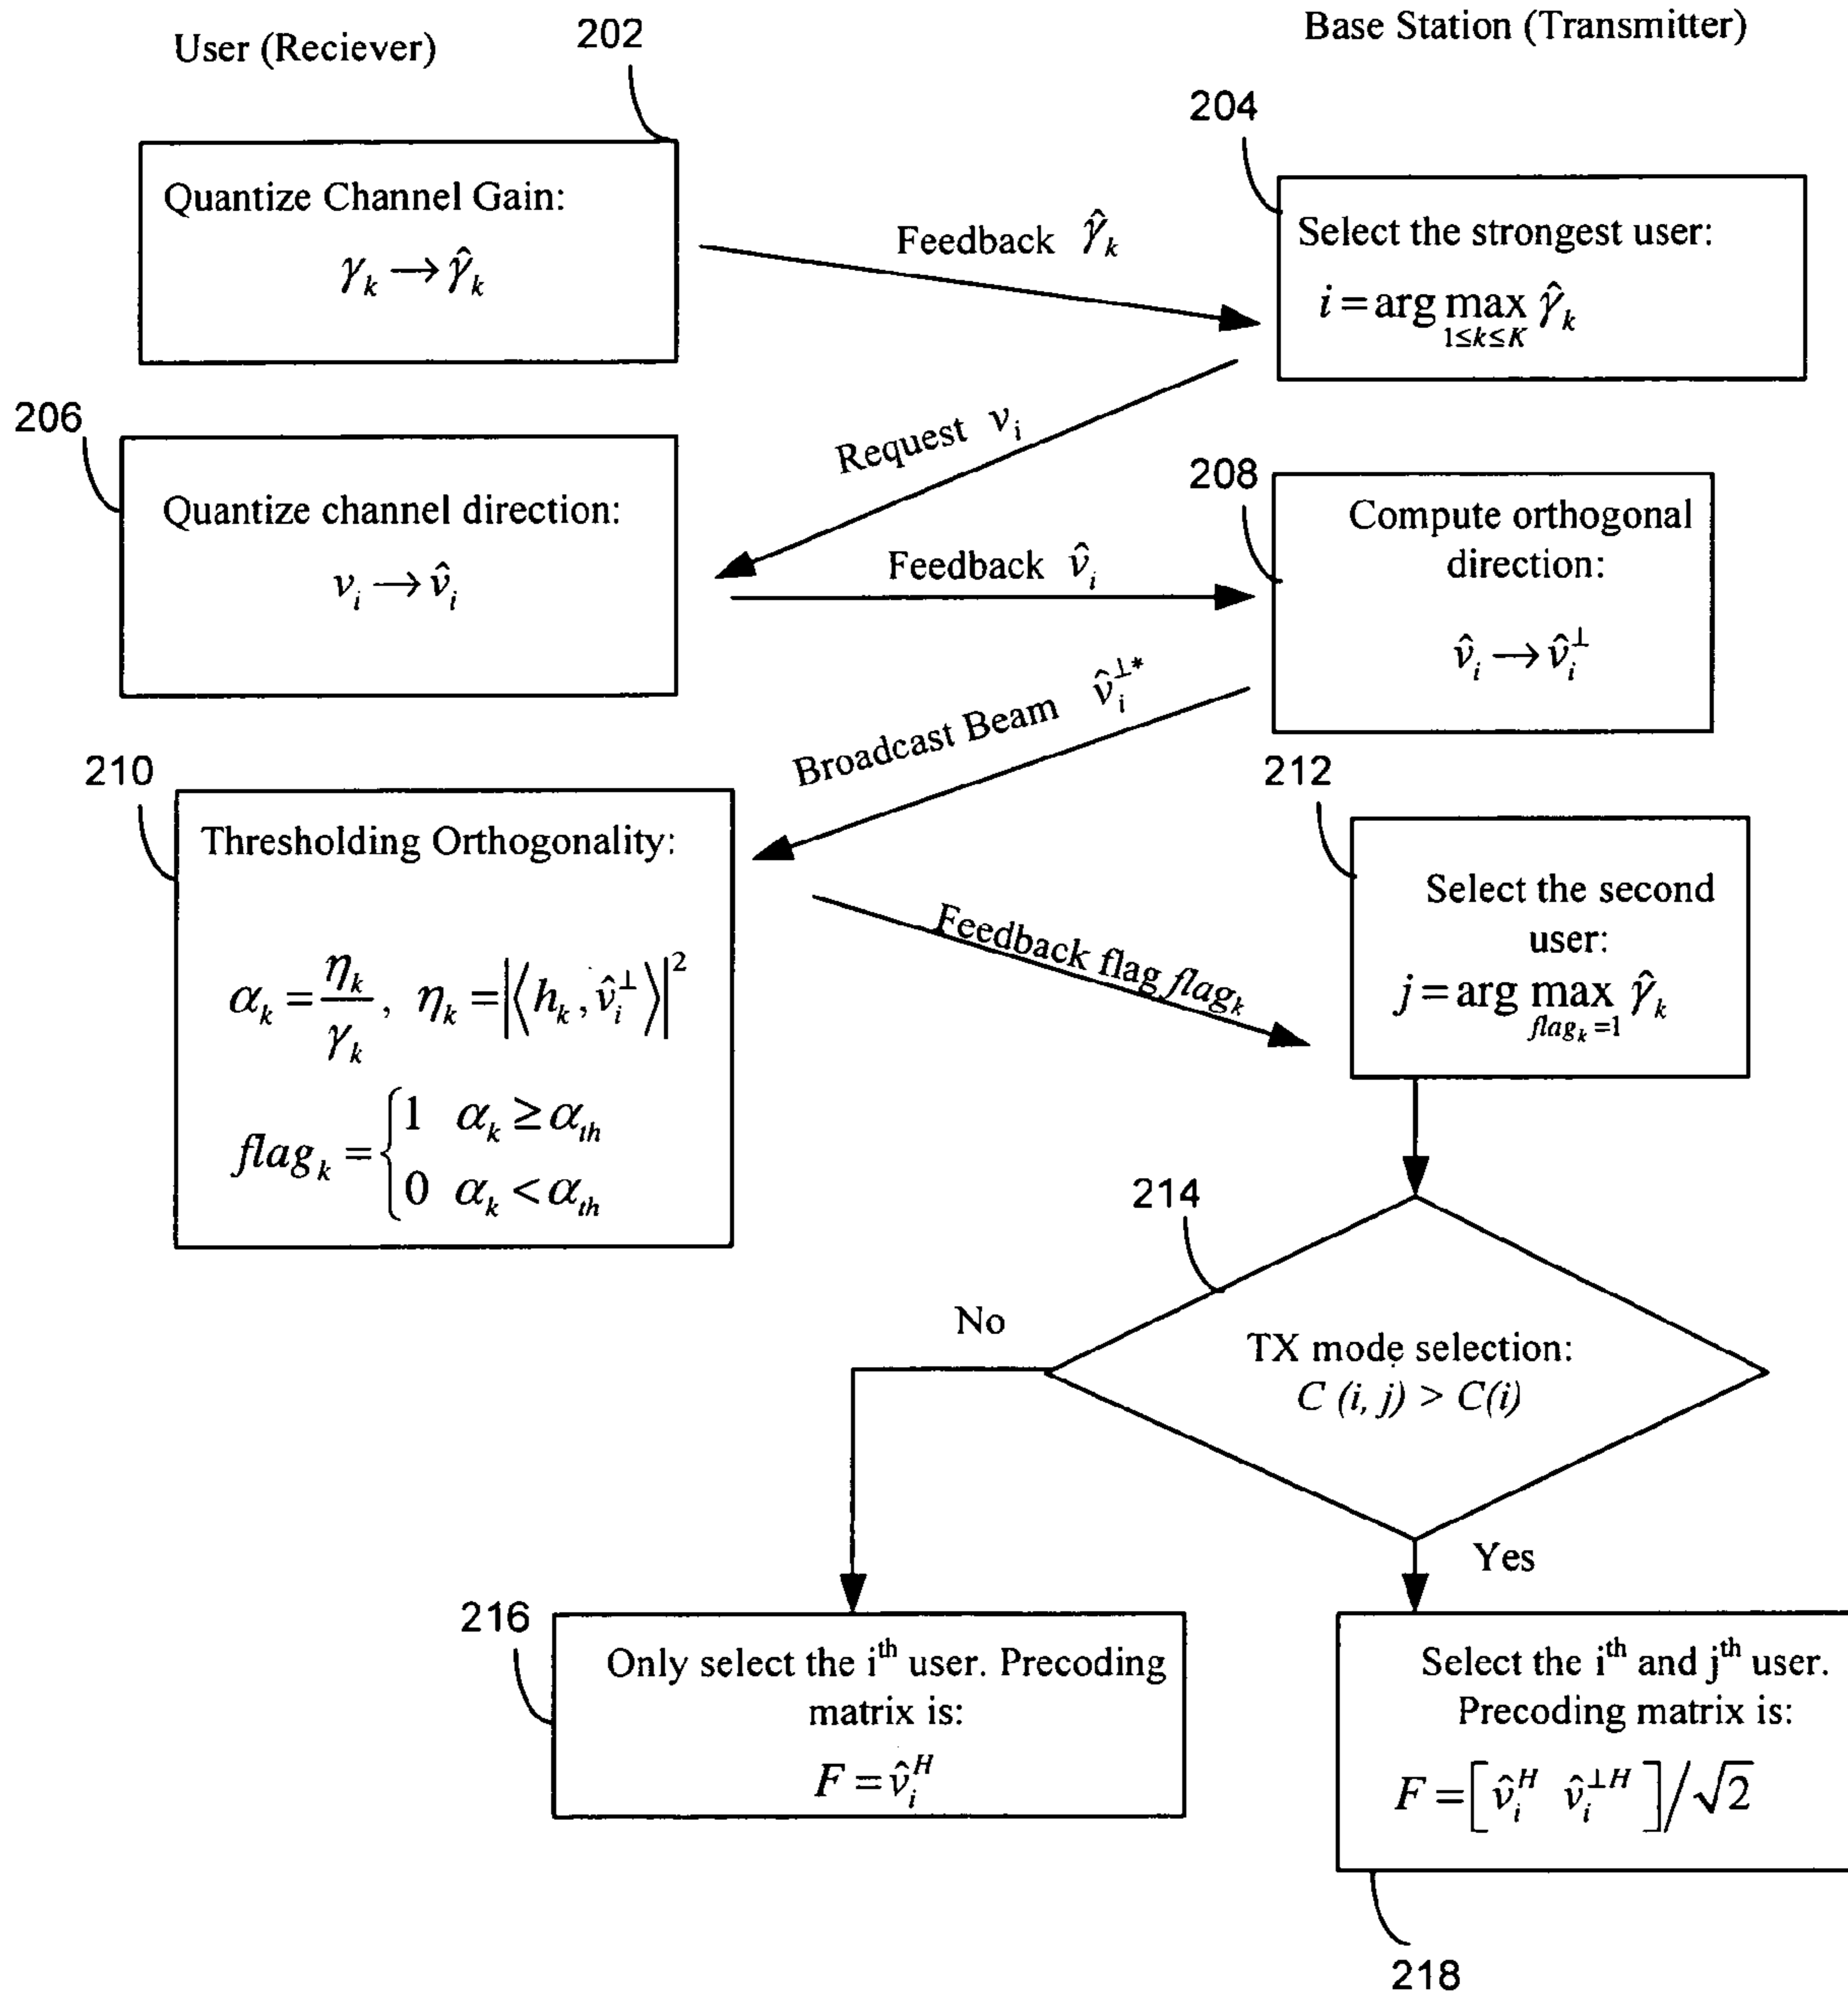 User (Reciever)
202
Base Station (Transmitter)
204
Quantize Channel Gain:
γ_k → γ̂_k
Feedback γ̂_k
Select the strongest user:
i = arg max γ̂_k
1≤k≤K
Request v_i
206
Quantize channel direction:
v_i → v̂_i
Feedback v̂_i
208
Compute orthogonal
direction:
v̂_i → v̂_i^⊥
Broadcast Beam v̂_i^⊥*
210
Thresholding Orthogonality:
α_k = η_k/γ_k, η_k = |⟨h_k, v̂_i^⊥⟩|^2
flag_k = { 1 α_k ≥ α_th
0 α_k < α_th
Feedback flag flag_k
212
Select the second
user:
j = arg max γ̂_k
flag_k = 1
214
TX mode selection:
C (i, j) > C(i)
No
Yes
216
Only select the i^th user. Precoding
matrix is:
F = v̂_i^H
Select the i^th and j^th user.
Precoding matrix is:
F = [ v̂_i^H v̂_i^⊥H ]/√2
218